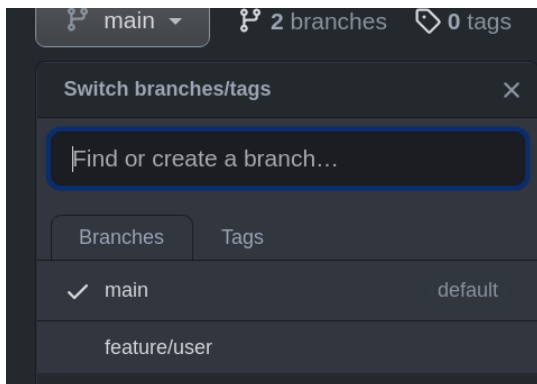 main 2 branches 0 tags
Switch branches/tags
Find or create a branch…
Branches Tags
main default
feature/user